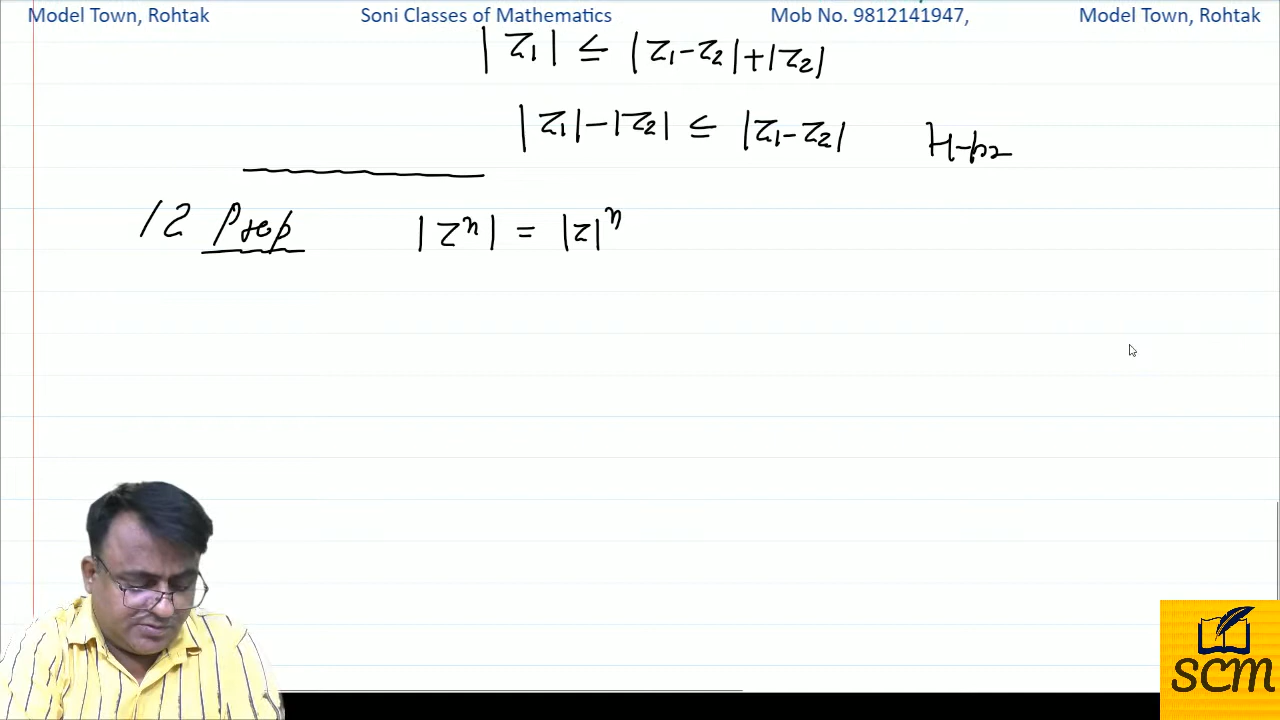 Model Town, Rohtak Soni Classes of Mathematics Mob No. 9812141947, Model Town, Rohtak
|z₁| ≤ |z₁-z₂|+|z₂|
|z₁|-|z₂| ≤ |z₁-z₂|
12 Prop |zⁿ| = |z|ⁿ
SCM